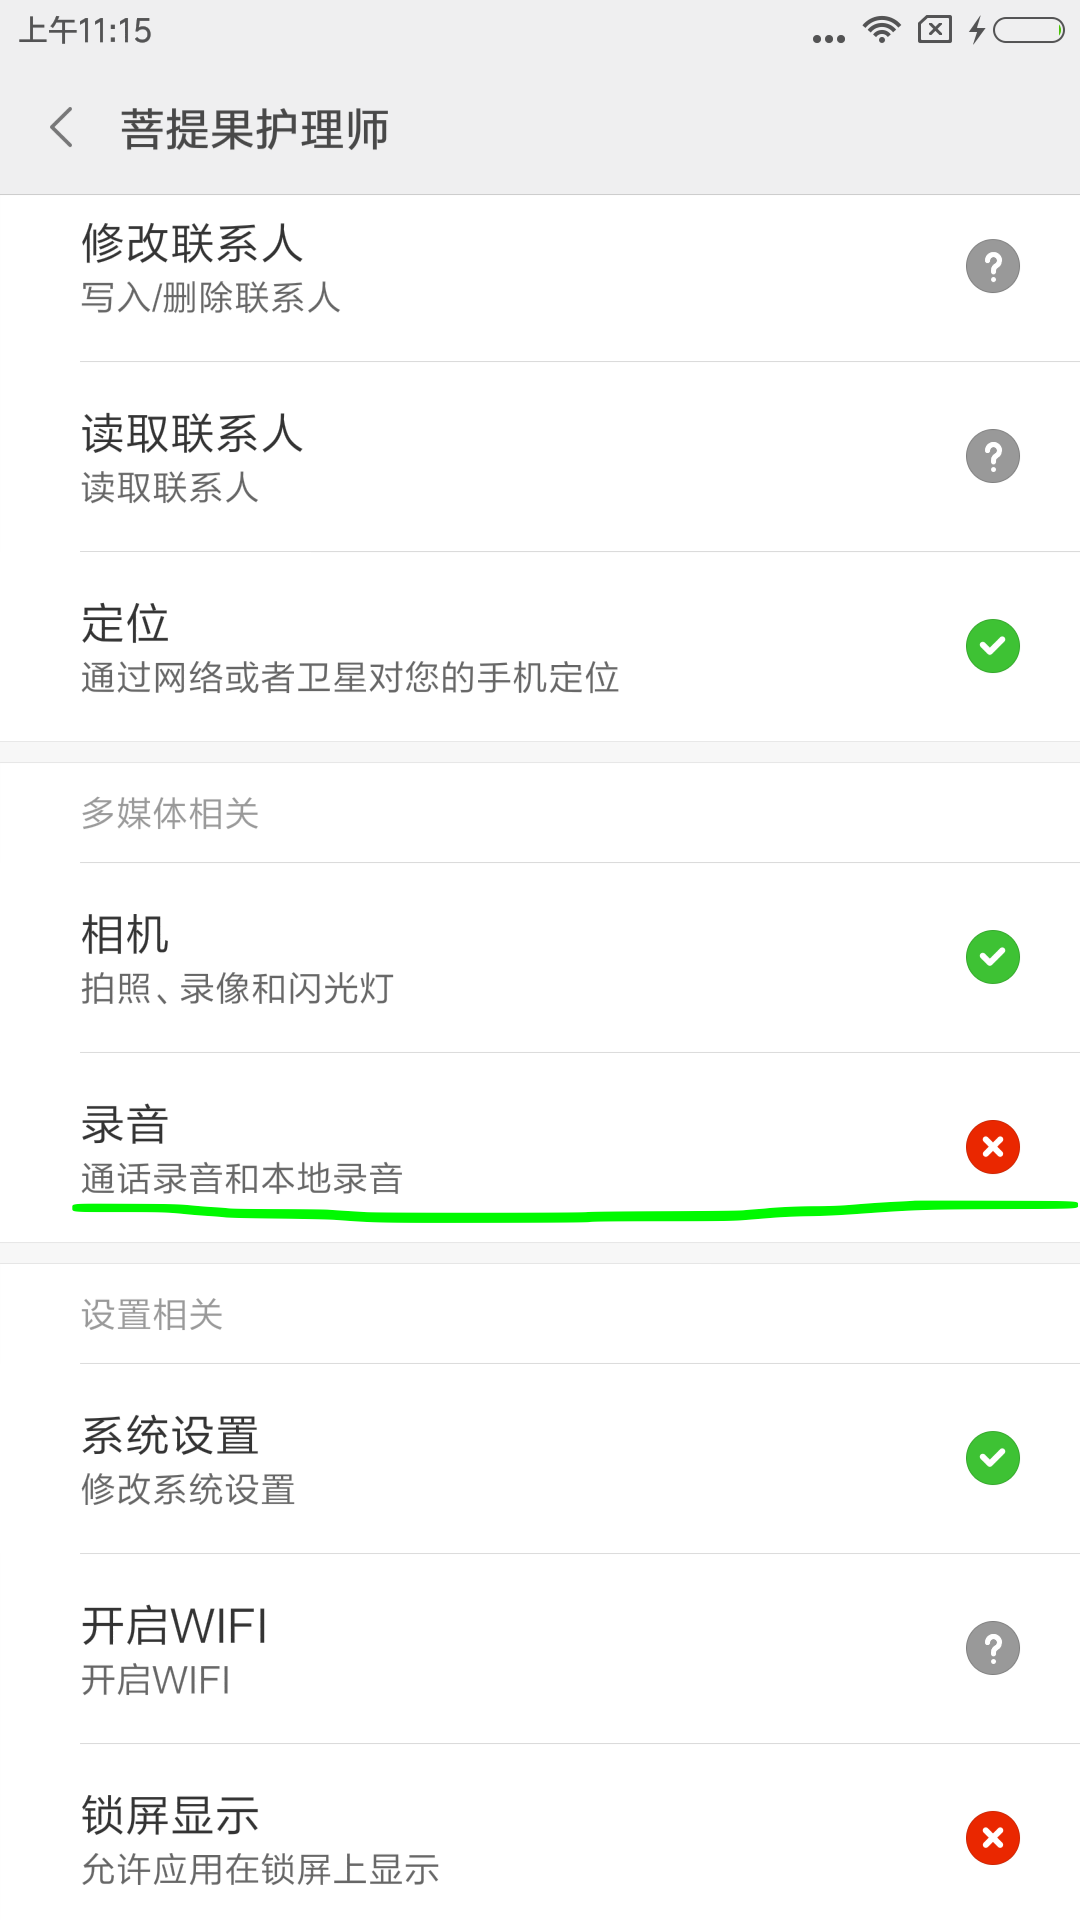 上午11:15
菩提果护理师
修改联系人
写入/删除联系人
读取联系人
读取联系人
定位
通过网络或者卫星对您的手机定位
多媒体相关
相机
拍照、录像和闪光灯
录音
通话录音和本地录音
设置相关
系统设置
修改系统设置
开启WIFI
开启WIFI
锁屏显示
允许应用在锁屏上显示